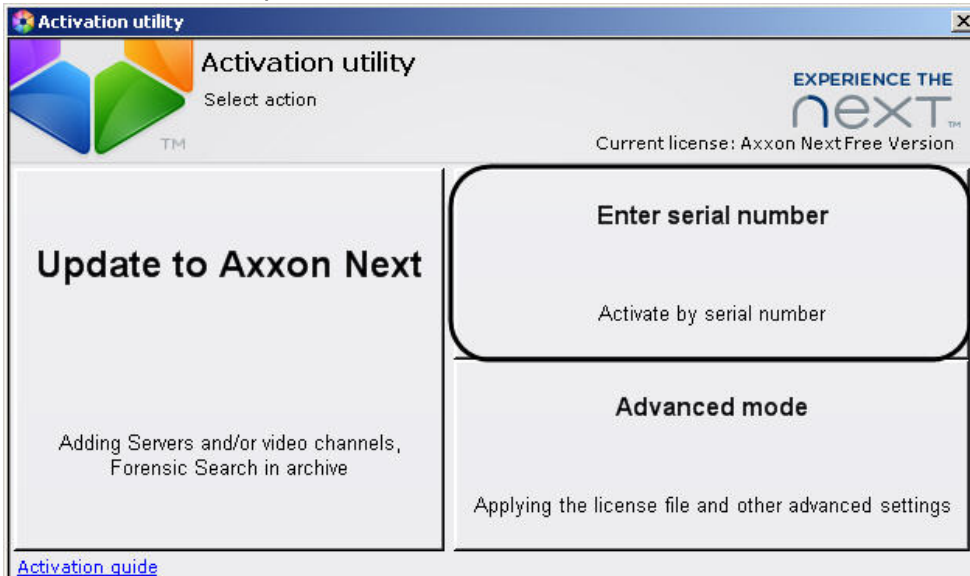 Activation utility
Activation utility
Select action
EXPERIENCE THE
next™
TM
Current license: Axxon Next Free Version
Update to Axxon Next
Adding Servers and/or video channels,
Forensic Search in archive
Enter serial number
Activate by serial number
Advanced mode
Applying the license file and other advanced settings
Activation guide